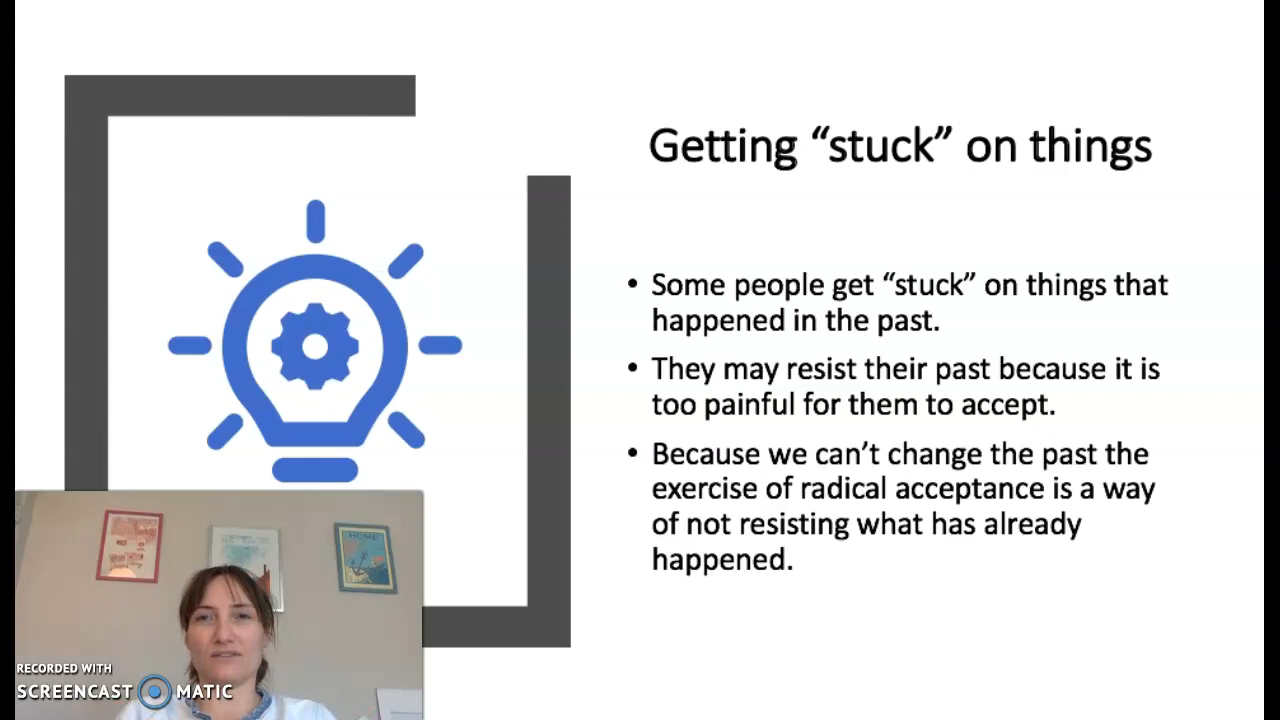 Getting “stuck” on things
• Some people get “stuck” on things that
happened in the past.
• They may resist their past because it is
too painful for them to accept.
• Because we can’t change the past the
exercise of radical acceptance is a way
of not resisting what has already
happened.
HOME
RECORDED WITH
SCREENCAST MATIC